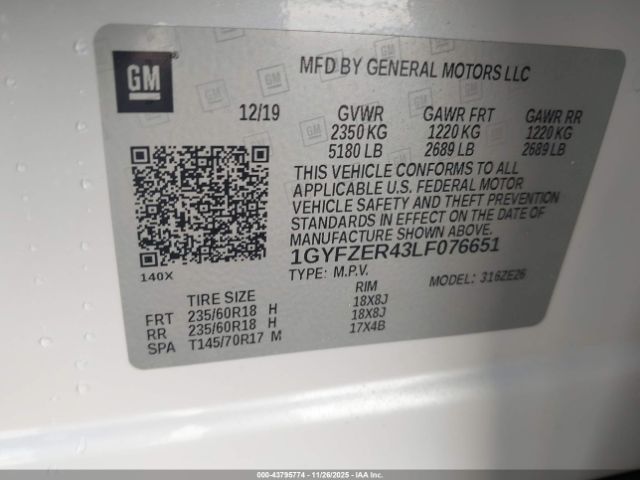 GM
MFD BY GENERAL MOTORS LLC
12/19 GVWR GAWR FRT GAWR RR
2350 KG 1220 KG 1220 KG
5180 LB 2689 LB 2689 LB
THIS VEHICLE CONFORMS TO ALL
APPLICABLE U.S. FEDERAL MOTOR
VEHICLE SAFETY AND THEFT PREVENTION
STANDARDS IN EFFECT ON THE DATE OF
MANUFACTURE SHOWN ABOVE.
1GYFZER43LF076651
140X TYPE: M.P.V. MODEL: 316ZE26
TIRE SIZE RIM
FRT 235/60R18 H 18X8J
RR 235/60R18 H 18X8J
SPA T145/70R17 M 17X4B
000-43795774 - 11/26/2025 - IAA Inc.